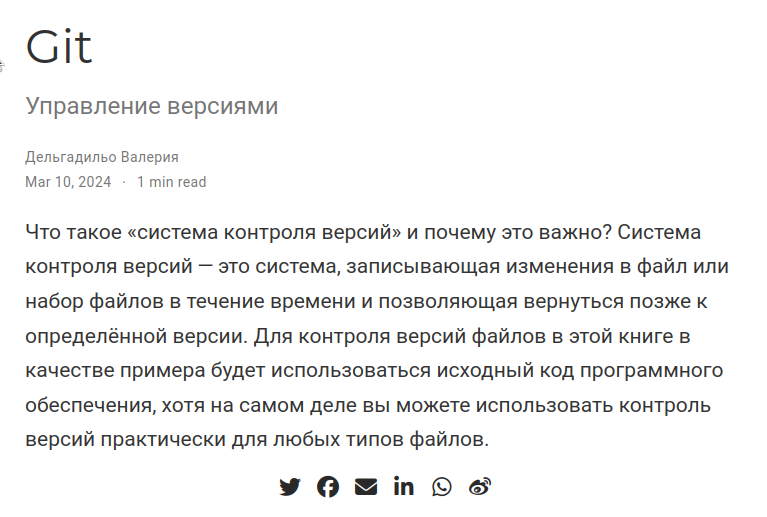 Git
Управление версиями
Дельгадильо Валерия
Mar 10, 2024 · 1 min read
Что такое «система контроля версий» и почему это важно? Система
контроля версий — это система, записывающая изменения в файл или
набор файлов в течение времени и позволяющая вернуться позже к
определённой версии. Для контроля версий файлов в этой книге в
качестве примера будет использоваться исходный код программного
обеспечения, хотя на самом деле вы можете использовать контроль
версий практически для любых типов файлов.